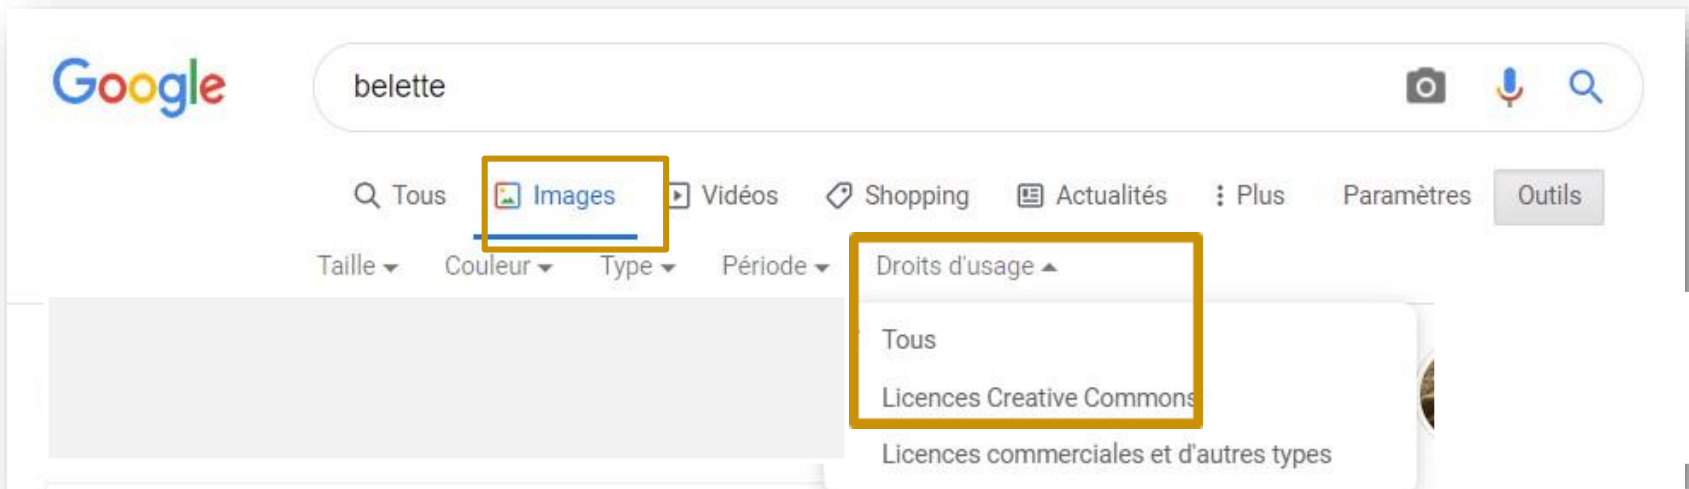 Google
belette
Tous Images Vidéos Shopping Actualités Plus Paramètres Outils
Taille Couleur Type Période Droits d'usage
Tous
Licences Creative Commons
Licences commerciales et d'autres types